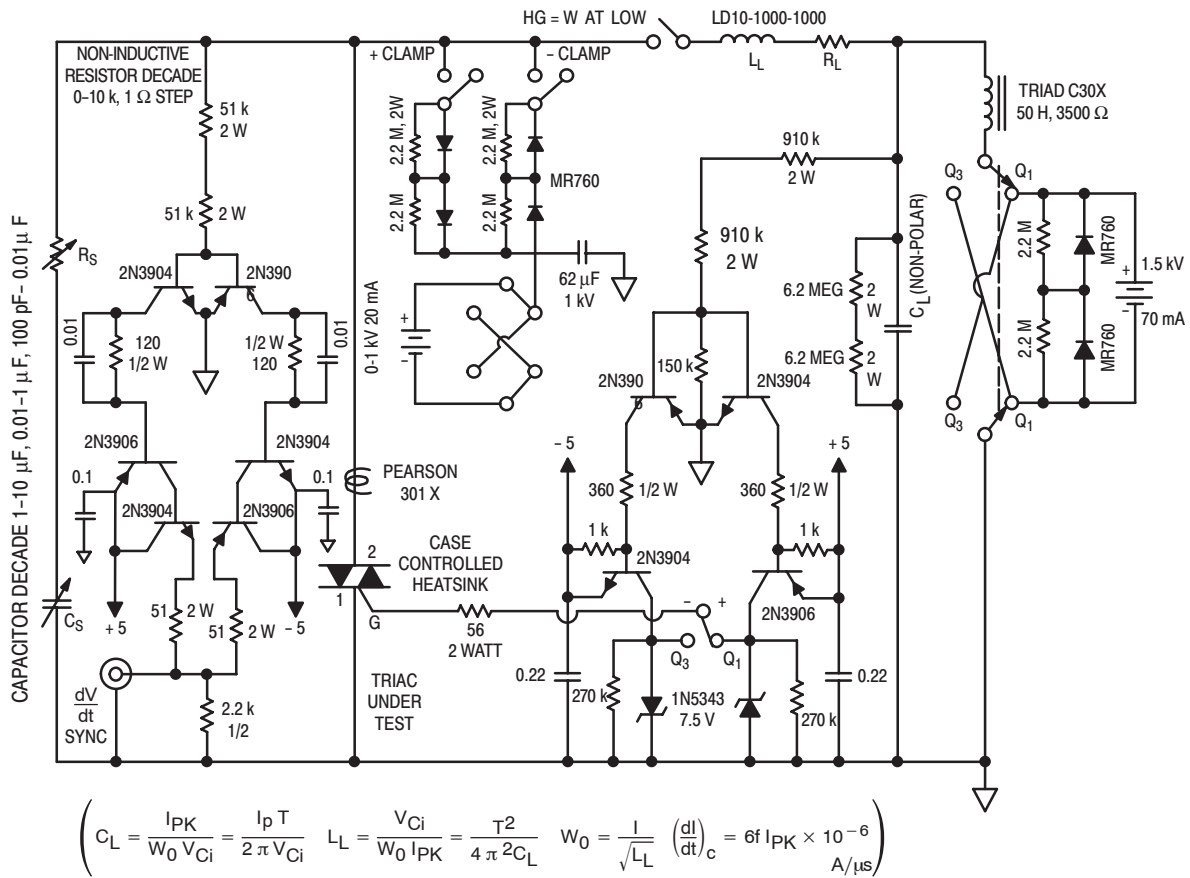 HG = W AT LOW
LD10-1000-1000
NON-INDUCTIVE
RESISTOR DECADE
0–10 k, 1 Ω STEP
+ CLAMP
– CLAMP
L_L
R_L
51 k
2 W
2.2 M, 2W
2.2 M, 2W
TRIAD C30X
50 H, 3500 Ω
910 k
2 W
51 k
2 W
2.2 M
2.2 M
MR760
Q3
Q1
CAPACITOR DECADE 1–10 μF, 0.01–1 μF, 100 pF– 0.01μ F
R_S
2N3904
2N390
6
910 k
2 W
62 μF
1 kV
C_L (NON-POLAR)
2.2 M
MR760
1.5 kV
+
–
70 mA
6.2 MEG
2
W
0.01
120
1/2 W
1/2 W
120
0.01
0-1 kV 20 mA
+
–
150 k
6.2 MEG
2
W
2.2 M
MR760
2N390
6
2N3904
Q3
Q1
2N3906
2N3904
– 5
+ 5
0.1
0.1
PEARSON
301 X
360
1/2 W
360
1/2 W
2N3904
2N3906
1 k
1 k
2
CASE
CONTROLLED
HEATSINK
2N3904
1
G
2N3906
C_S
+ 5
51
2 W
51
2 W
– 5
56
2 WATT
–
+
Q3
Q1
dV
dt
SYNC
2.2 k
1/2
TRIAC
UNDER
TEST
0.22
270 k
1N5343
7.5 V
270 k
0.22
( C_L = I_PK / W_0 V_Ci = I_p T / 2 π V_Ci   L_L = V_Ci / W_0 I_PK = T² / 4 π ²C_L   W_0 = I / √L_L   (dI/dt)_c = 6f I_PK × 10⁻⁶ A/μs )